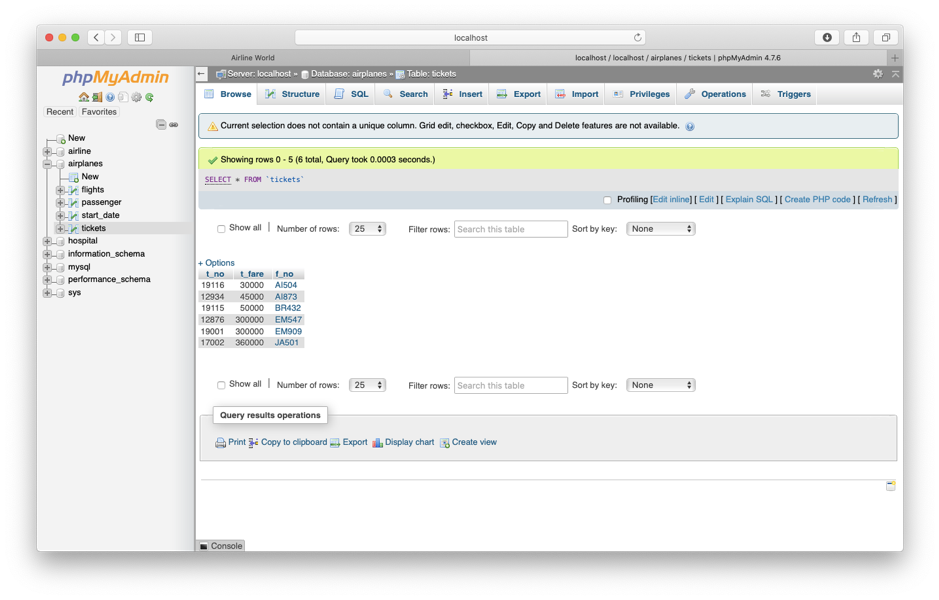 localhost
Airline World
localhost / localhost / airplanes / tickets | phpMyAdmin 4.7.6
phpMyAdmin
Recent Favorites
New
airline
airplanes
New
flights
passenger
start_date
tickets
hospital
information_schema
mysql
performance_schema
sys
Server: localhost » Database: airplanes » Table: tickets
Browse Structure SQL Search Insert Export Import Privileges Operations Triggers
Current selection does not contain a unique column. Grid edit, checkbox, Edit, Copy and Delete features are not available.
Showing rows 0 - 5 (6 total, Query took 0.0003 seconds.)
SELECT * FROM `tickets`
Profiling [Edit inline] [ Edit ] [ Explain SQL ] [ Create PHP code ] [ Refresh ]
Show all | Number of rows: 25 Filter rows: Search this table Sort by key: None
+ Options
t_no t_fare f_no
19116 30000 AI504
12934 45000 AI873
19115 50000 BR432
12876 300000 EM547
19001 300000 EM909
17002 360000 JA501
Show all | Number of rows: 25 Filter rows: Search this table Sort by key: None
Query results operations
Print Copy to clipboard Export Display chart Create view
Console